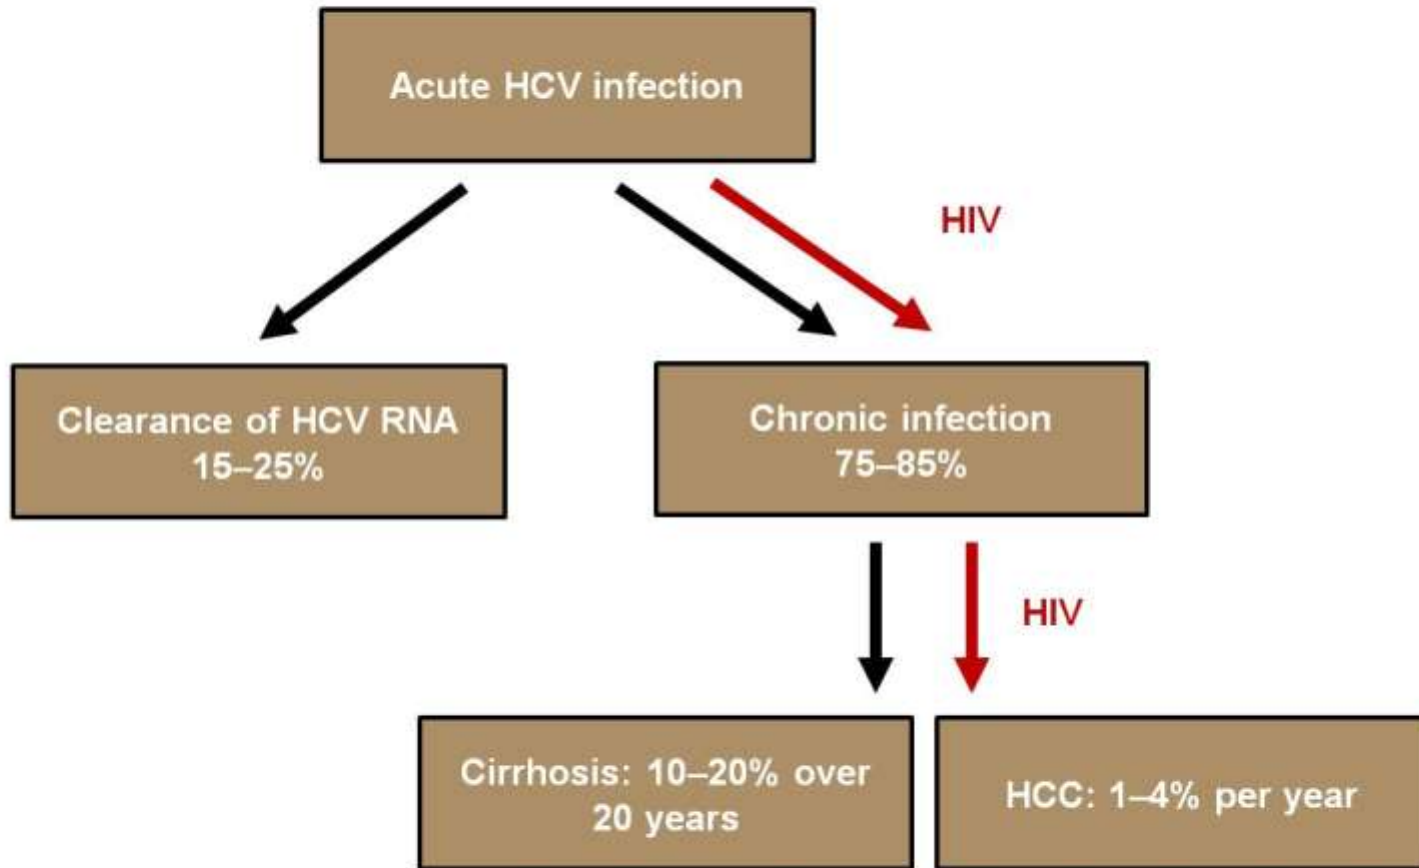 Acute HCV infection
HIV
Clearance of HCV RNA
15–25%
Chronic infection
75–85%
HIV
Cirrhosis: 10–20% over
20 years
HCC: 1–4% per year